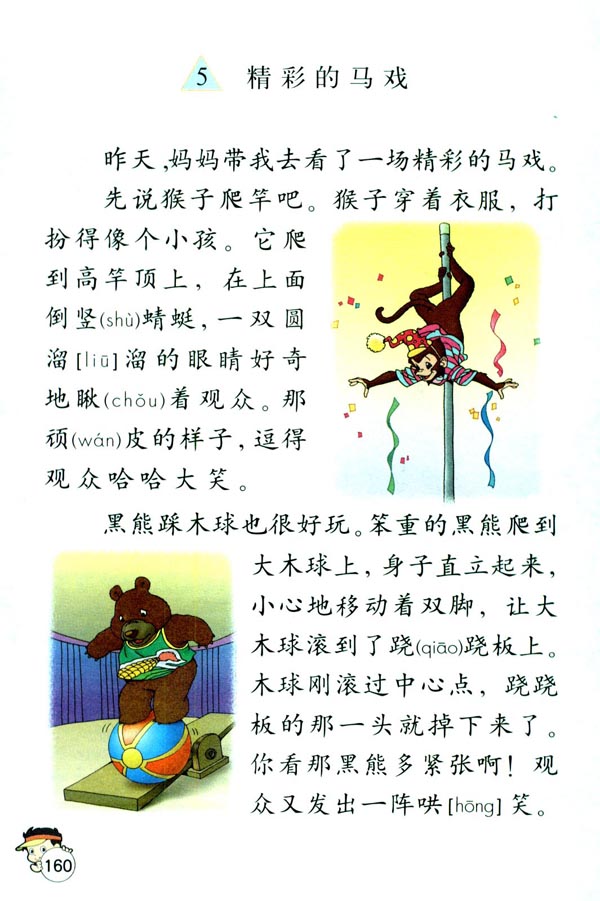 5 精彩的马戏
昨天,妈妈带我去看了一场精彩的马戏。
先说猴子爬竿吧。猴子穿着衣服，打
扮得像个小孩。它爬
到高竿顶上，在上面
倒竖(shù)蜻蜓,一双圆
溜[liū]溜的眼睛好奇
地瞅(chǒu)着观众。那
顽(wán)皮的样子,逗得
观众哈哈大笑。
黑熊踩木球也很好玩。笨重的黑熊爬到
大木球上，身子直立起来，
小心地移动着双脚，让大
木球滚到了跷(qiāo)跷板上。
木球刚滚过中心点，跷跷
板的那一头就掉下来了。
你看那黑熊多紧张啊！观
众又发出一阵哄[hōng]笑。
160